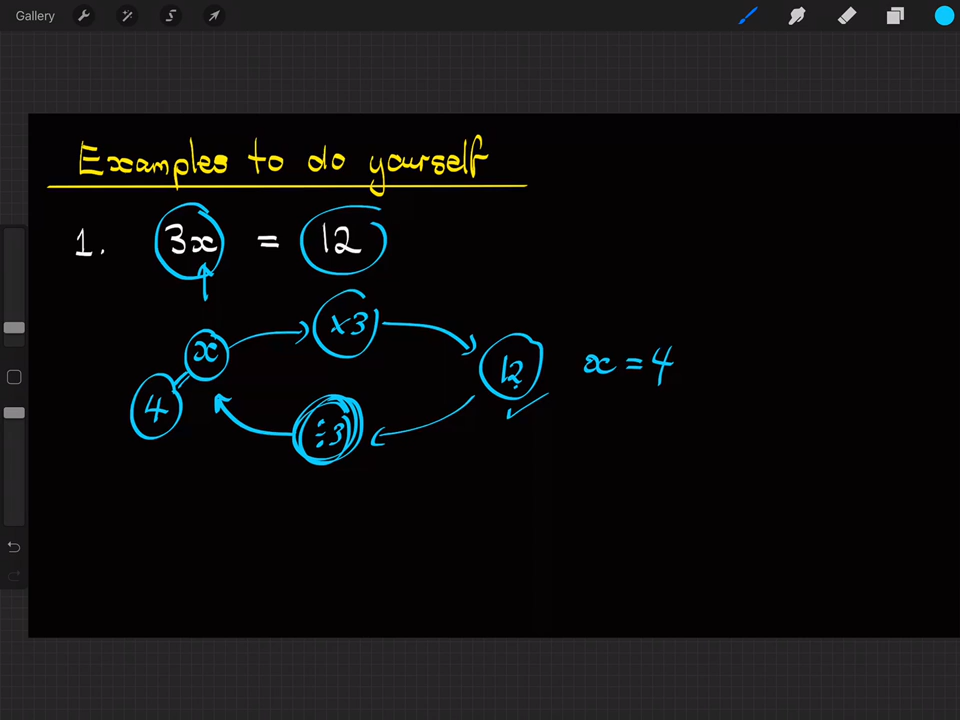 Gallery
Examples to do yourself
1. 3x = 12
x
×3
12
x = 4
4
÷3